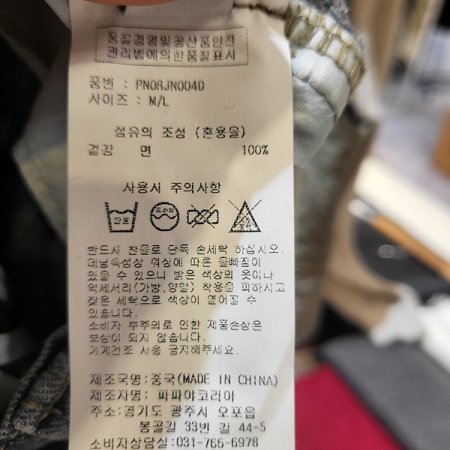 품질경영및공산품안전
관리법에의한품질표시
품번 : PN0RJN004D
사이즈 : M/L
섬유의 조성 (혼용율)
겉감 면 100%
사용시 주의사항
반드시 찬물로 단독 손세탁 하십시오.
데님특성상 워싱에 따른 물빠짐이
있을 수 있으니 밝은 색상의 옷이나
악세서리(가방,양말) 착용을 피하시고
잦은 세탁으로 색상이 옅어질 수
있습니다.
소비자 부주의로 인한 제품손상은
보상이 되지 않습니다.
기계건조 사용 금지해주세요.
제조국명:중국(MADE IN CHINA)
제조자명: 파파야코리아
주소:경기도 광주시 오포읍
봉골길 33번 길 44-5
소비자상담실:031-766-6978